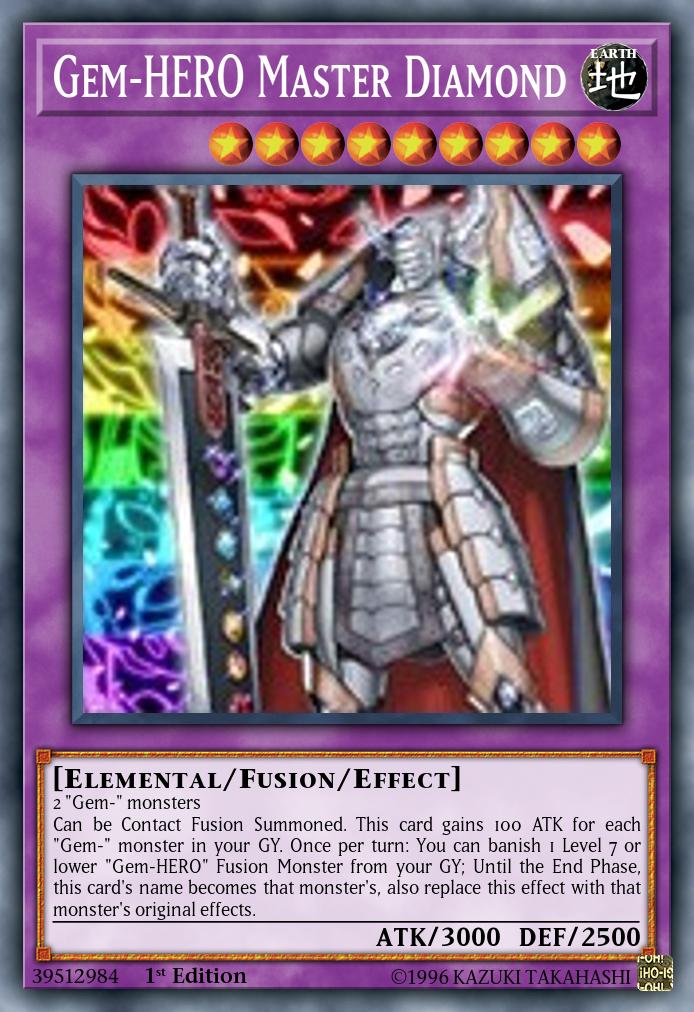 Gem-HERO Master Diamond
EARTH
地
[Elemental/Fusion/Effect]
2 "Gem-" monsters
Can be Contact Fusion Summoned. This card gains 100 ATK for each
"Gem-" monster in your GY. Once per turn: You can banish 1 Level 7 or
lower "Gem-HERO" Fusion Monster from your GY; Until the End Phase,
this card's name becomes that monster's, also replace this effect with that
monster's original effects.
ATK/3000 DEF/2500
39512984 1st Edition ©1996 KAZUKI TAKAHASHI